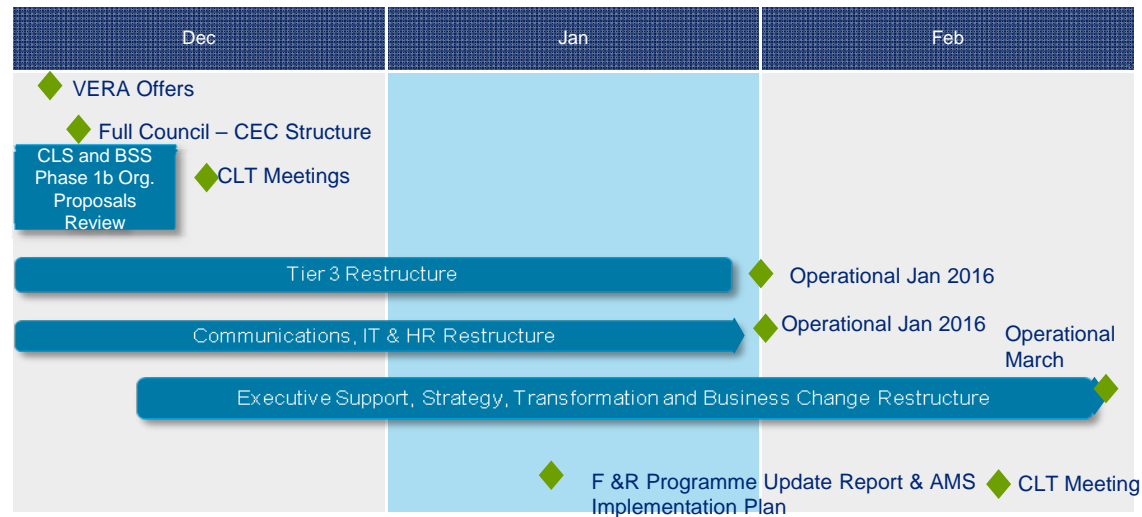 Dec
Jan
Feb
VERA Offers
Full Council – CEC Structure
CLS and BSS
Phase 1b Org.
Proposals
Review
CLT Meetings
Tier 3 Restructure
Operational Jan 2016
Communications, IT & HR Restructure
Operational Jan 2016
Operational
March
Executive Support, Strategy, Transformation and Business Change Restructure
F &R Programme Update Report & AMS
Implementation Plan
CLT Meeting